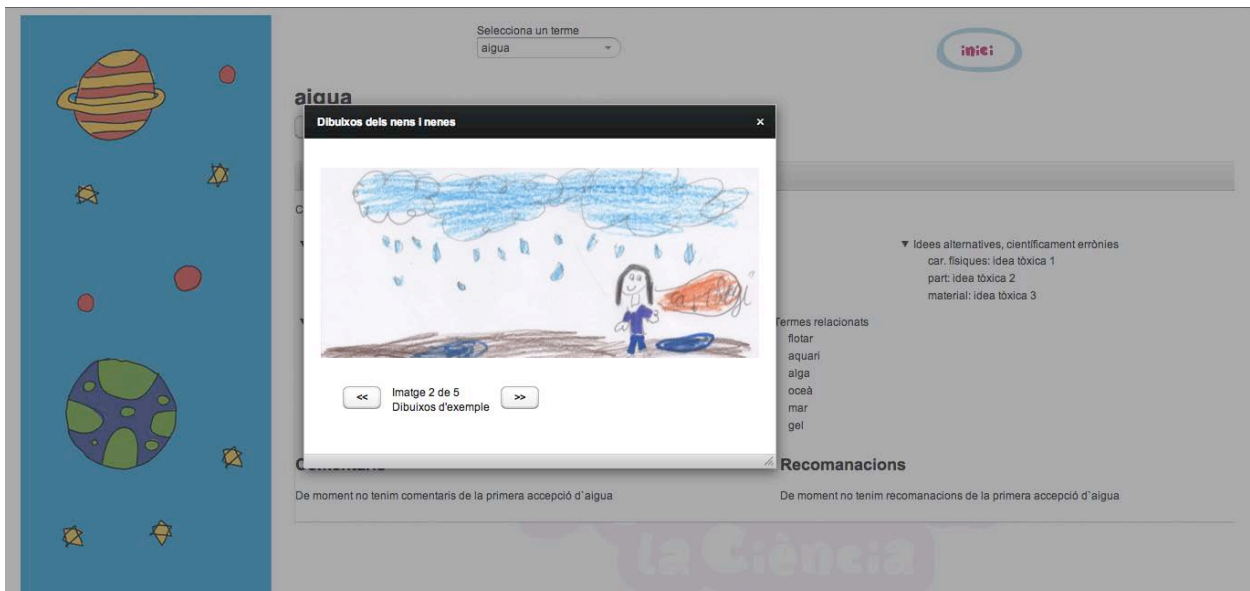 Selecciona un terme
aigua
inici
aigua
Dibuixos dels nens i nenes ×
▼ Idees alternatives, científicament errònies
car. físiques: idea tòxica 1
part: idea tòxica 2
material: idea tòxica 3
Termes relacionats
flotar
aquari
alga
oceà
mar
gel
<< Imatge 2 de 5 >>
Dibuixos d'exemple
Comentaris
Recomanacions
De moment no tenim comentaris de la primera accepció d`aigua
De moment no tenim recomanacions de la primera accepció d`aigua
la Ciència